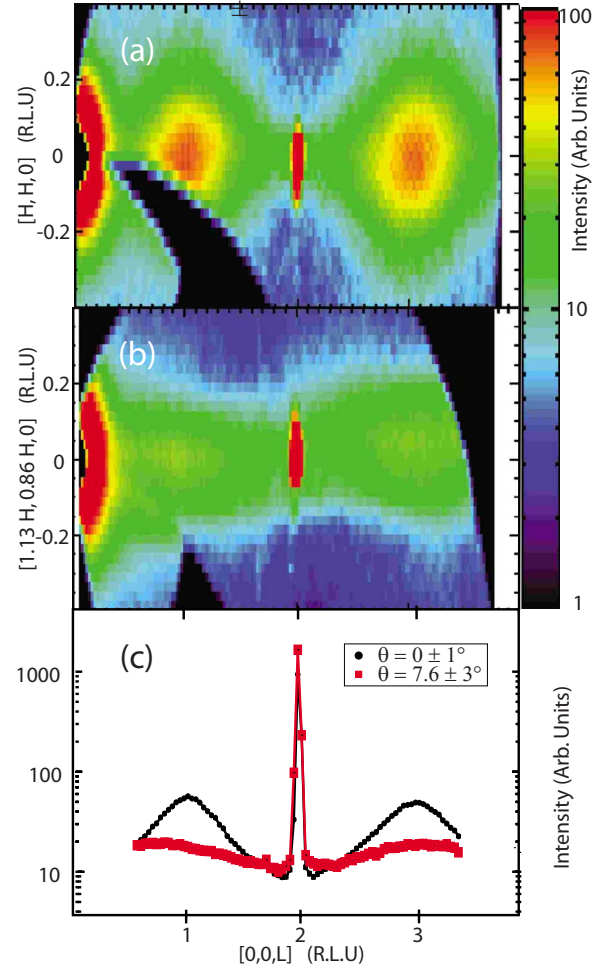 (a)
[H, H, 0] (R.L.U)
0.2
0
-0.2
100
10
1
Intensity (Arb. Units)
(b)
[1.13 H, 0.86 H,0] (R.L.U)
0.2
0
-0.2
(c)
θ = 0 ± 1°
θ = 7.6 ± 3°
1000
100
10
Intensity (Arb. Units)
1 2 3
[0,0,L] (R.L.U)